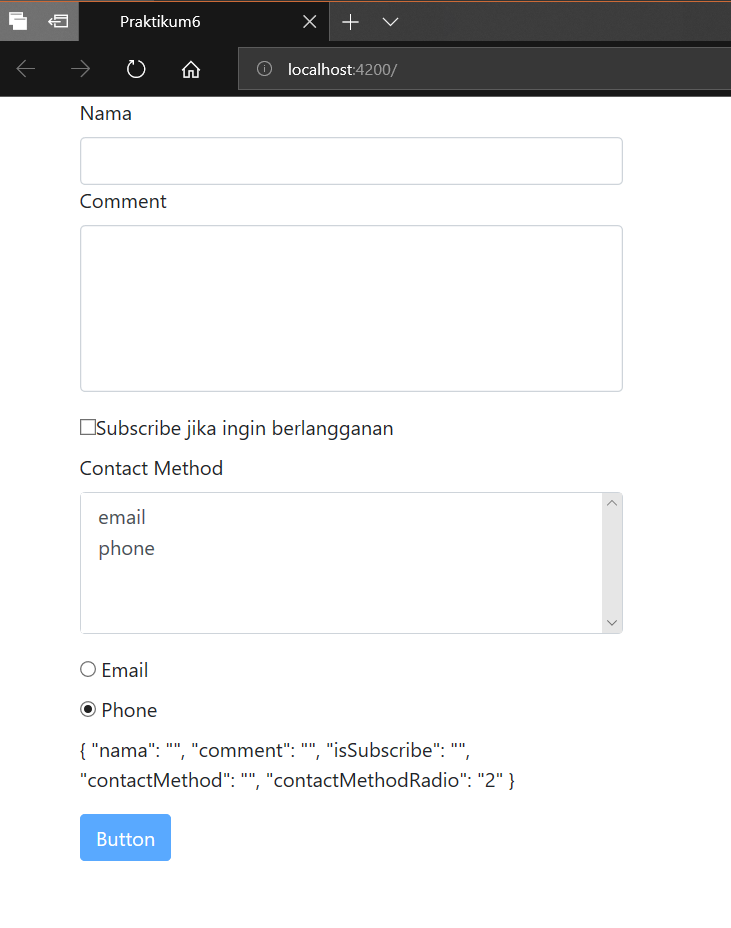 Praktikum6
localhost:4200/
Nama
Comment
Subscribe jika ingin berlangganan
Contact Method
email
phone
Email
Phone
{ "nama": "", "comment": "", "isSubscribe": "",
"contactMethod": "", "contactMethodRadio": "2" }
Button